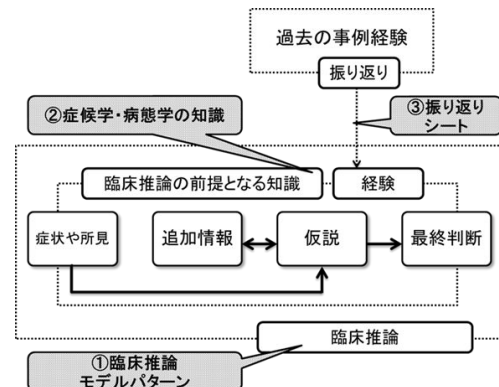 過去の事例経験
振り返り
②症候学・病態学の知識
③振り返り
シート
臨床推論の前提となる知識
経験
症状や所見
追加情報
仮説
最終判断
臨床推論
①臨床推論
モデルパターン